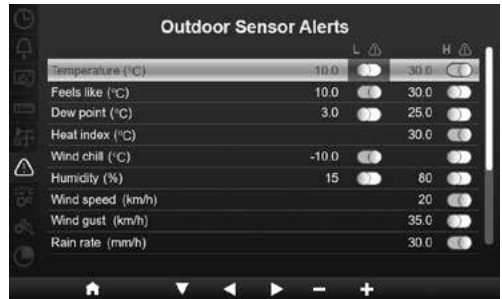 Outdoor Sensor Alerts
L H
Temperature (°C) 10.0 30.0
Feels like (°C) 10.0 30.0
Dew point (°C) 3.0 25.0
Heat index (°C) 30.0
Wind chill (°C) -10.0
Humidity (%) 15 80
Wind speed (km/h) 20
Wind gust (km/h) 35.0
Rain rate (mm/h) 30.0